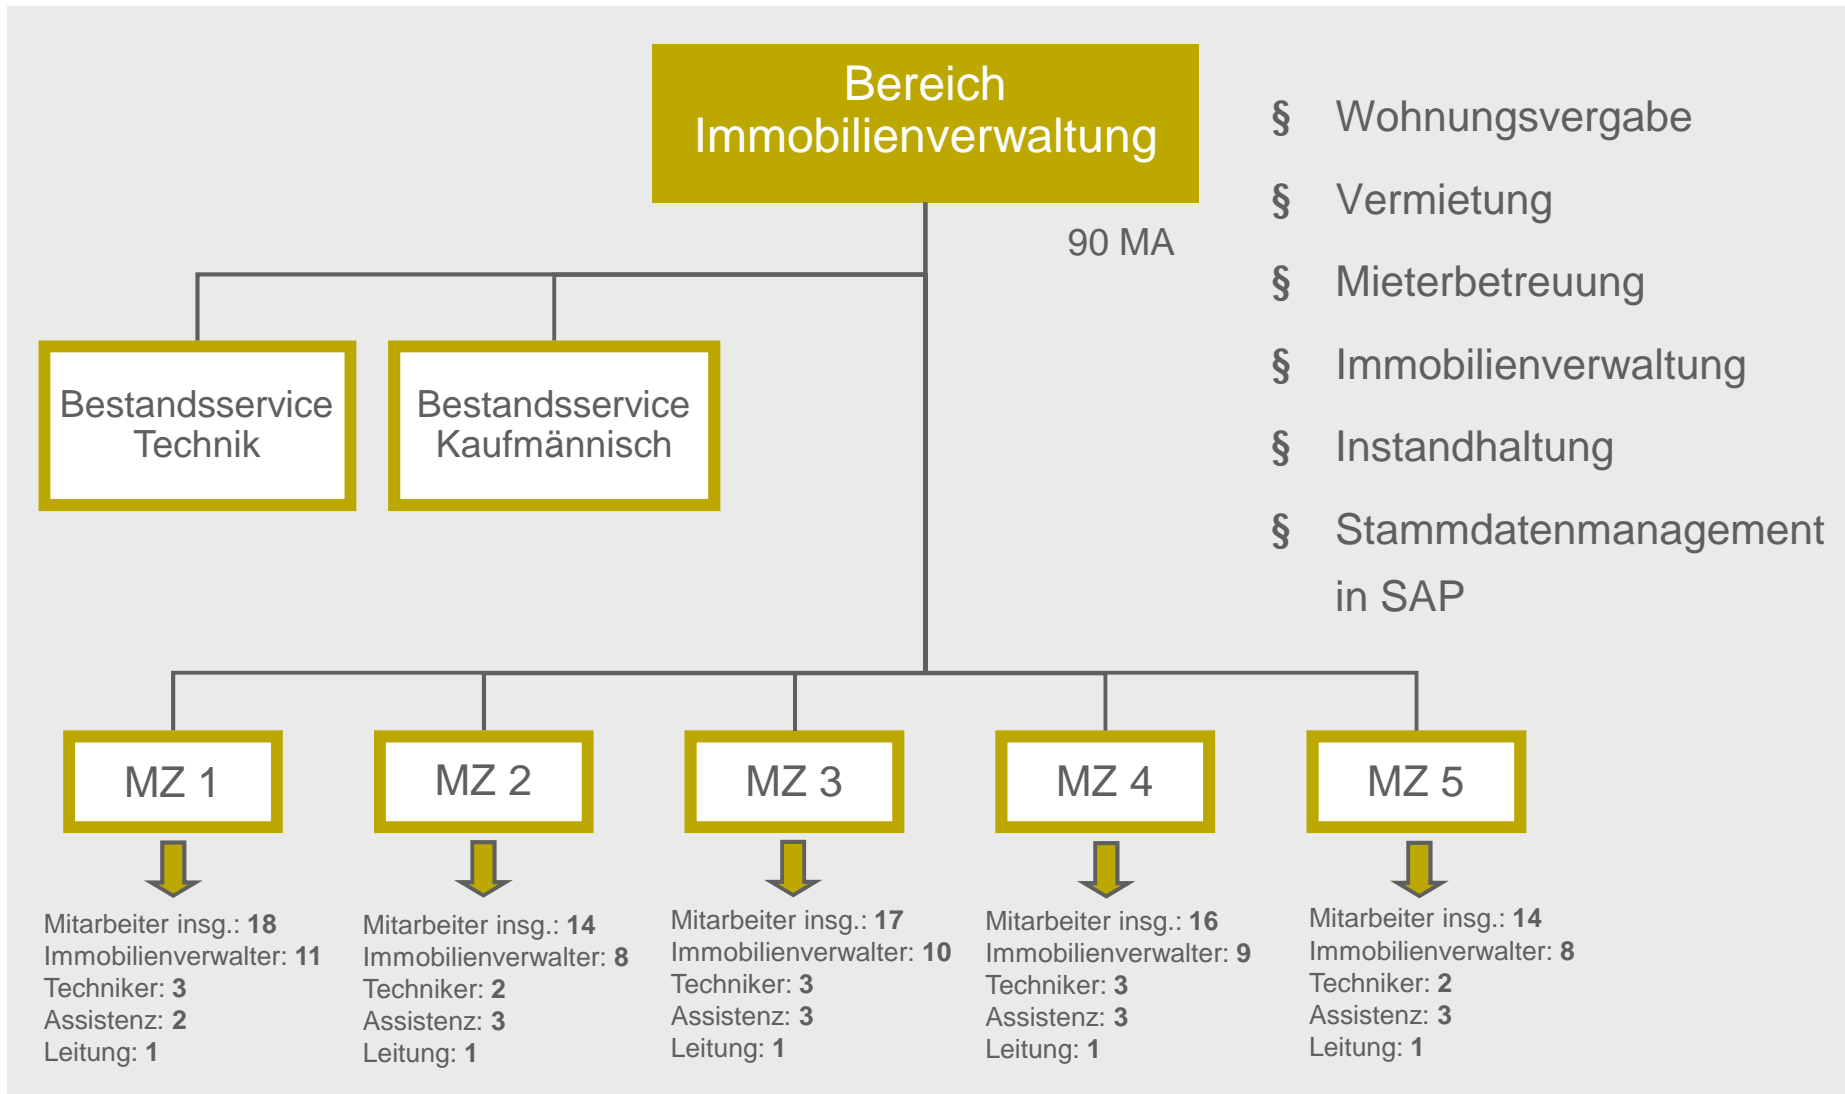 Bereich
Immobilienverwaltung
90 MA
§ Wohnungsvergabe
§ Vermietung
§ Mieterbetreuung
§ Immobilienverwaltung
§ Instandhaltung
§ Stammdatenmanagement
in SAP
Bestandsservice
Technik
Bestandsservice
Kaufmännisch
MZ 1
MZ 2
MZ 3
MZ 4
MZ 5
Mitarbeiter insg.: 18
Immobilienverwalter: 11
Techniker: 3
Assistenz: 2
Leitung: 1
Mitarbeiter insg.: 14
Immobilienverwalter: 8
Techniker: 2
Assistenz: 3
Leitung: 1
Mitarbeiter insg.: 17
Immobilienverwalter: 10
Techniker: 3
Assistenz: 3
Leitung: 1
Mitarbeiter insg.: 16
Immobilienverwalter: 9
Techniker: 3
Assistenz: 3
Leitung: 1
Mitarbeiter insg.: 14
Immobilienverwalter: 8
Techniker: 2
Assistenz: 3
Leitung: 1